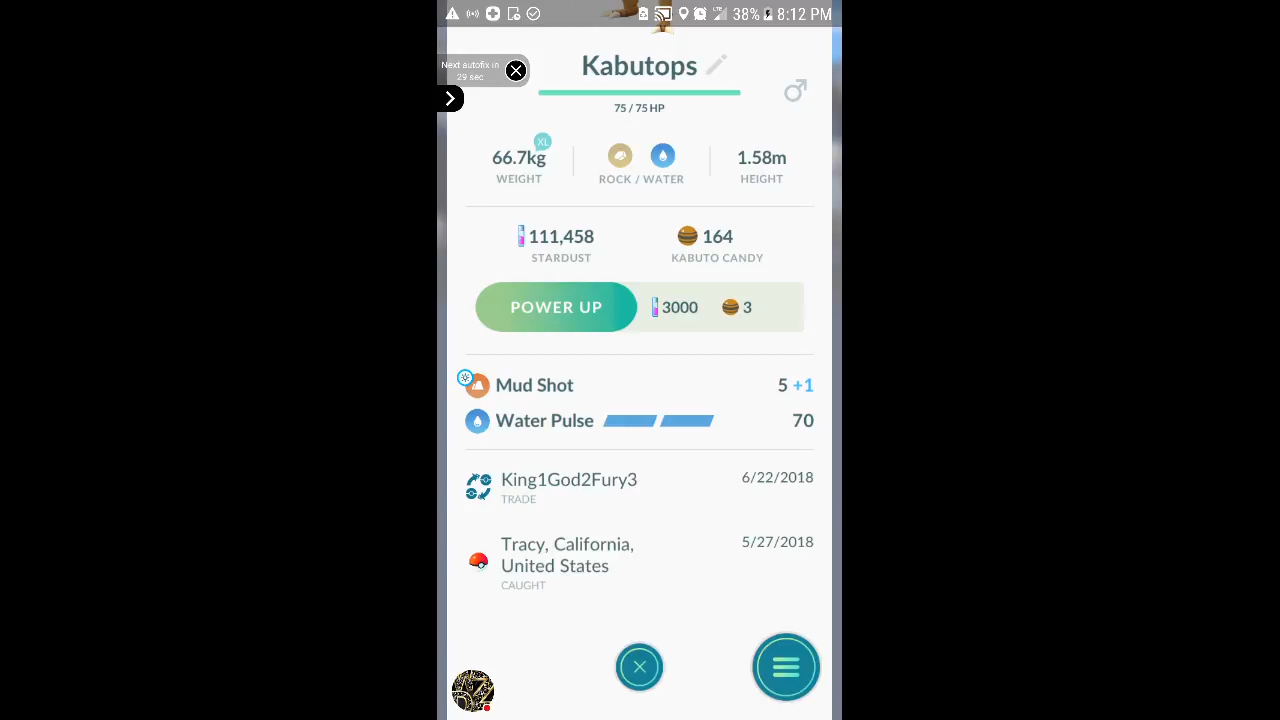 LTE 38% 8:12 PM
Kabutops
Next autofix in
29 sec
75 / 75 HP
XL
66.7kg
WEIGHT
ROCK / WATER
1.58m
HEIGHT
111,458
STARDUST
164
KABUTO CANDY
POWER UP 3000 3
Mud Shot 5 +1
Water Pulse 70
King1God2Fury3 6/22/2018
TRADE
Tracy, California, 5/27/2018
United States
CAUGHT